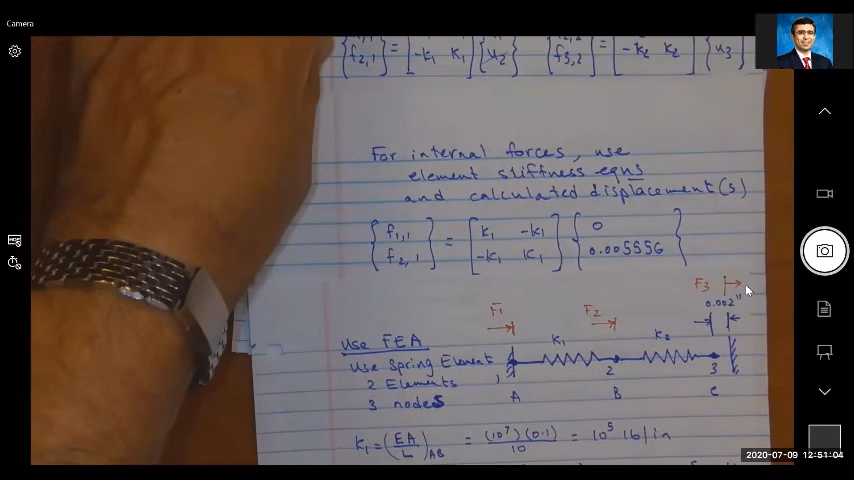 Camera
f2,1 = -k1 k1 u2 f3,2 = -k2 k2 u3
For internal forces, use
element stiffness eqns
and calculated displacement(s)
f1,1 = k1 -k1 0
f2,1 -k1 k1 0.005556
F3
0.002"
F1 F2
Use FEA k1 k2
Use Spring Element
2 Elements 1 2 3
3 nodes A B C
K1 = (EA/L)AB = (10^7)(0.1)/10 = 10^5 lb/in
2020-07-09 12:51:04